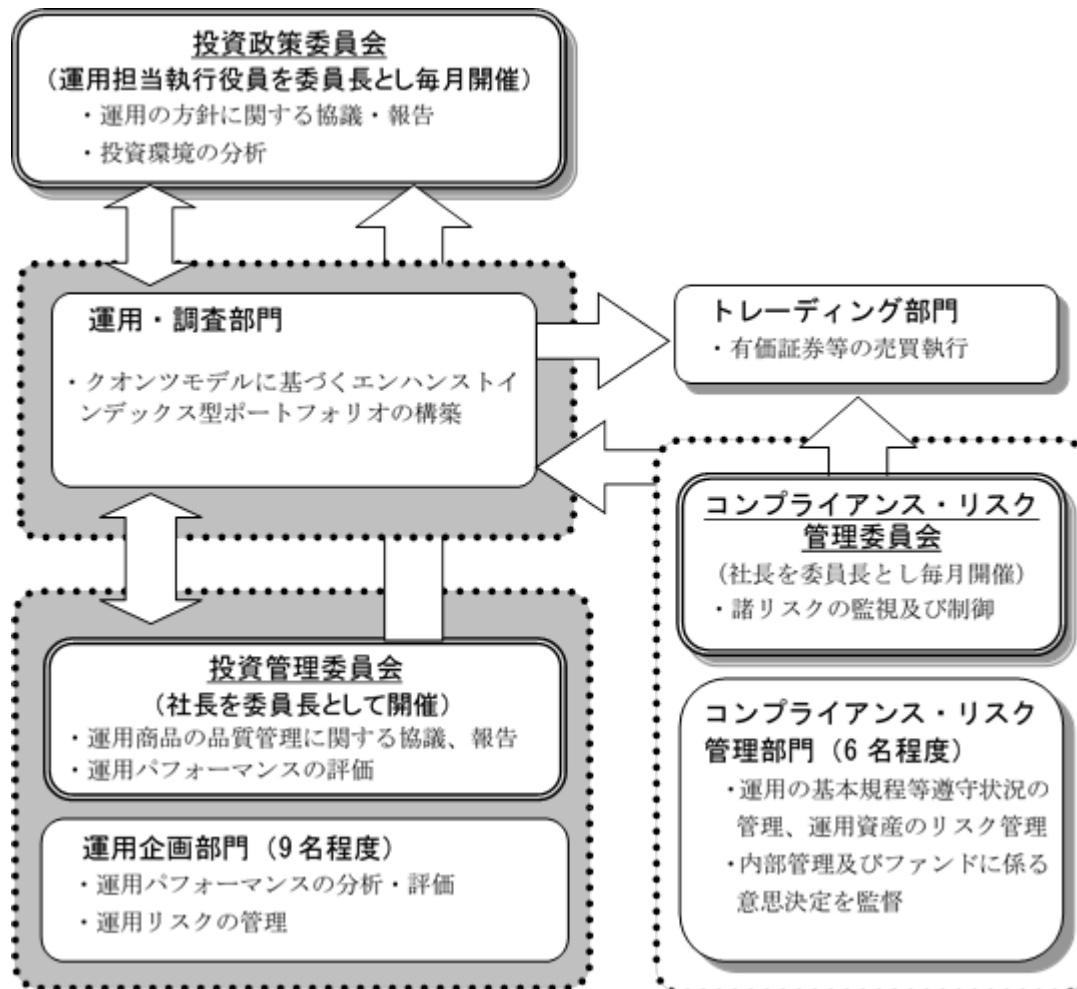 投資政策委員会
(運用担当執行役員を委員長とし毎月開催)
・運用の方針に関する協議・報告
・投資環境の分析
運用・調査部門
・クオンツモデルに基づくエンハンストイ
ンデックス型ポートフォリオの構築
トレーディング部門
・有価証券等の売買執行
投資管理委員会
(社長を委員長として開催)
・運用商品の品質管理に関する協議、報告
・運用パフォーマンスの評価
運用企画部門(9名程度)
・運用パフォーマンスの分析・評価
・運用リスクの管理
コンプライアンス・リスク
管理委員会
(社長を委員長とし毎月開催)
・諸リスクの監視及び制御
コンプライアンス・リスク
管理部門(6名程度)
・運用の基本規程等遵守状況の
管理、運用資産のリスク管理
・内部管理及びファンドに係る
意思決定を監督